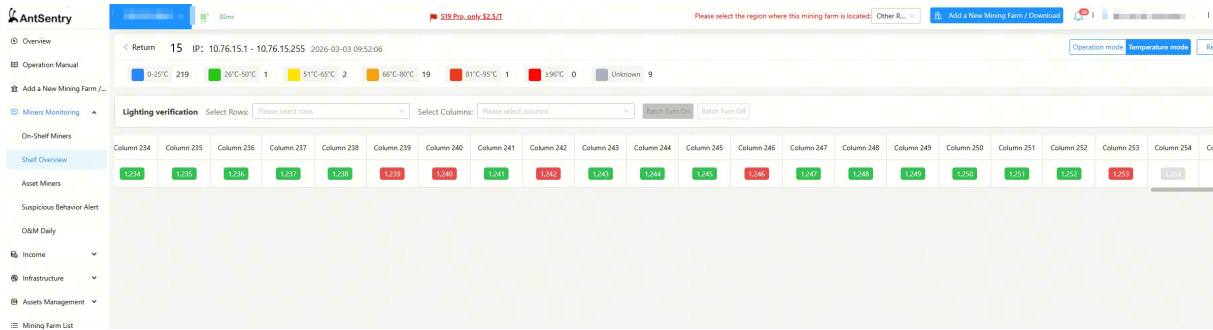 AntSentry
83ms
S19 Pro, only $2.5/T
Please select the region where this mining farm is located: Other R...
Add a New Mining Farm / Download
26
Overview
Operation Manual
Add a New Mining Farm /...
Miners Monitoring
On-Shelf Miners
Shelf Overview
Asset Miners
Suspicious Behavior Alert
O&M Daily
Income
Infrastructure
Assets Management
Mining Farm List
< Return 15 IP: 10.76.15.1 - 10.76.15.255 2026-03-03 09:52:06
Operation mode Temperature mode Re
0-25°C 219 26°C-50°C 1 51°C-65°C 2 66°C-80°C 19 81°C-95°C 1 ≥96°C 0 Unknown 9
Lighting verification Select Rows: Please select rows Select Columns: Please select columns Batch Turn On Batch Turn Off
Column 234 Column 235 Column 236 Column 237 Column 238 Column 239 Column 240 Column 241 Column 242 Column 243 Column 244 Column 245 Column 246 Column 247 Column 248 Column 249 Column 250 Column 251 Column 252 Column 253 Column 254 Co
1,234 1,235 1,236 1,237 1,238 1,239 1,240 1,241 1,242 1,243 1,244 1,245 1,246 1,247 1,248 1,249 1,250 1,251 1,252 1,253 1,254